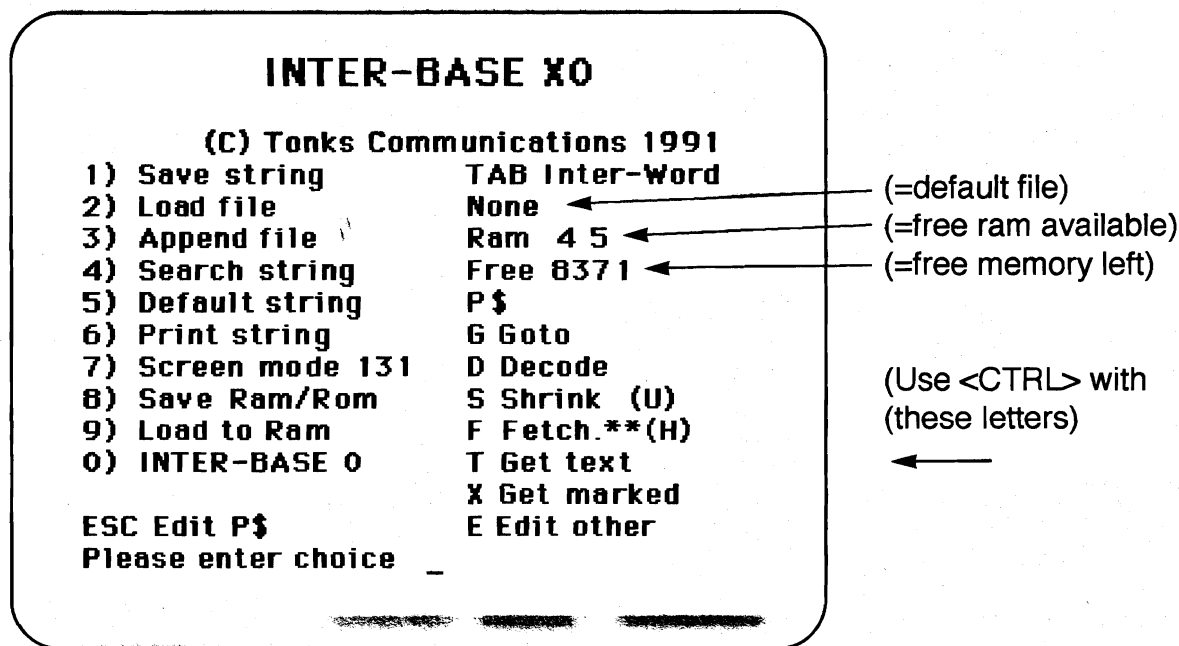 INTER-BASE XO
(C) Tonks Communications 1991
1) Save string TAB Inter-Word
2) Load file None (=default file)
3) Append file Ram 4 5 (=free ram available)
4) Search string Free 8371 (=free memory left)
5) Default string P$
6) Print string G Goto
7) Screen mode 131 D Decode (Use <CTRL> with
8) Save Ram/Rom S Shrink (U) (these letters)
9) Load to Ram F Fetch.**(H)
0) INTER-BASE 0 T Get text
X Get marked
ESC Edit P$ E Edit other
Please enter choice _